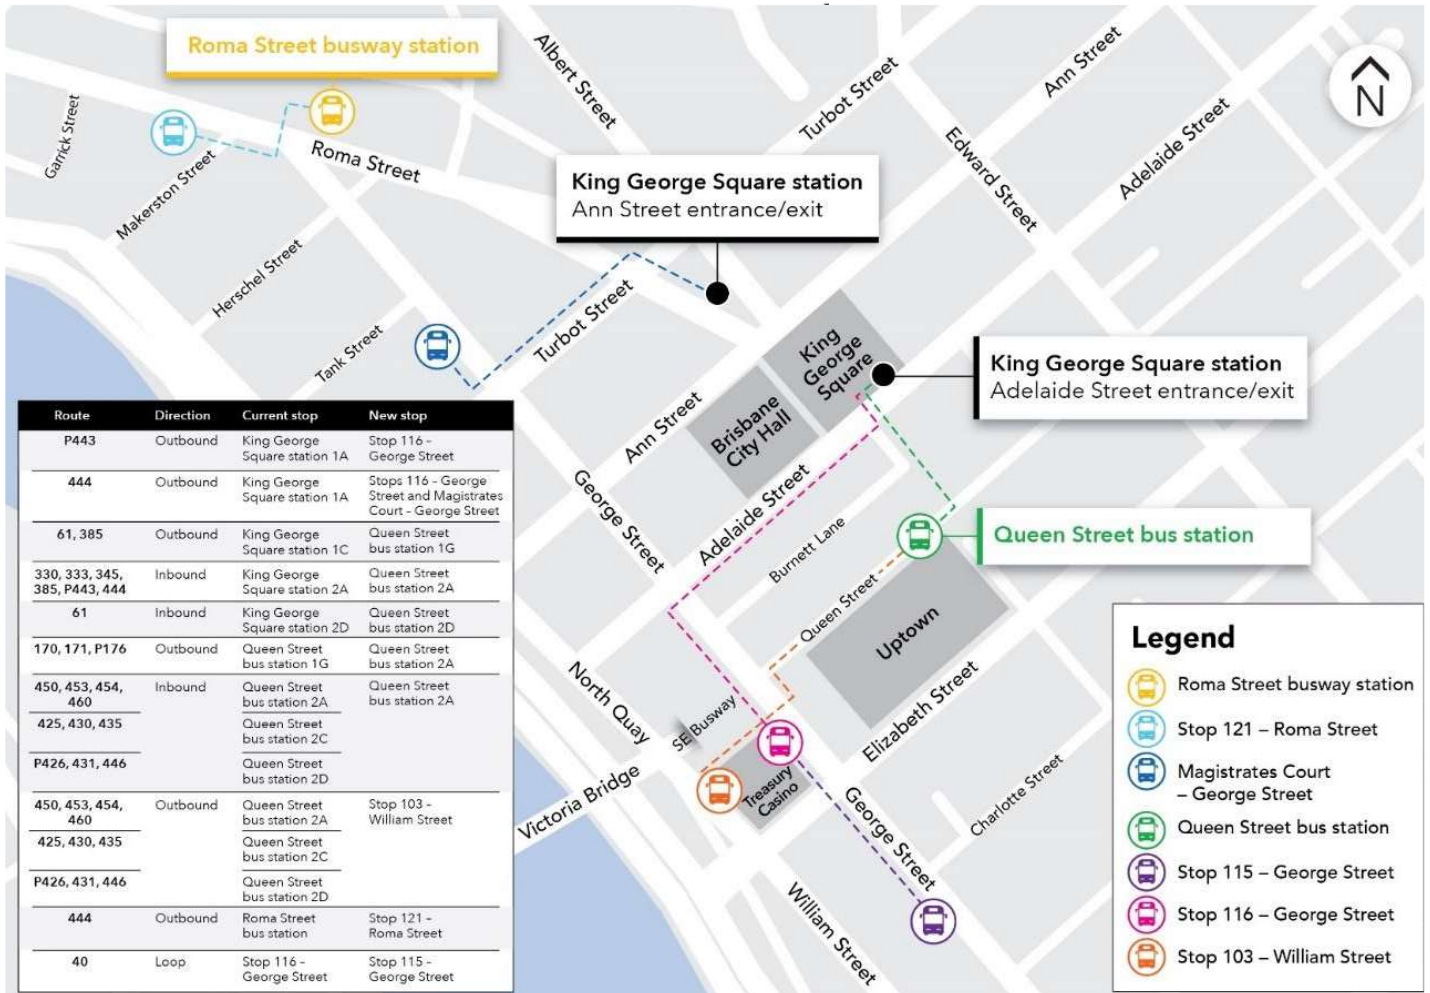 Roma Street busway station
Albert Street
Turbot Street
Ann Street
Edward Street
Adelaide Street
N
Garrick Street
Makerston Street
Roma Street
Herschel Street
Tank Street
King George Square station
Ann Street entrance/exit
Turbot Street
King
George
Square
King George Square station
Adelaide Street entrance/exit
Brisbane
City Hall
Ann Street
George Street
Adelaide Street
Burnett Lane
Queen Street
Queen Street bus station
Uptown
Elizabeth Street
North Quay
SE Busway
Victoria Bridge
Treasury
Casino
George Street
Charlotte Street
William Street
Route Direction Current stop New stop
P443 Outbound King George Stop 116 –
Square station 1A George Street
444 Outbound King George Stops 116 – George
Square station 1A Street and Magistrates
Court - George Street
61, 385 Outbound King George Queen Street
Square station 1C bus station 1G
330, 333, 345, Inbound King George Queen Street
385, P443, 444 Square station 2A bus station 2A
61 Inbound King George Queen Street
Square station 2D bus station 2D
170, 171, P176 Outbound Queen Street Queen Street
bus station 1G bus station 2A
450, 453, 454, Inbound Queen Street Queen Street
460 bus station 2A bus station 2A
425, 430, 435 Queen Street
bus station 2C
P426, 431, 446 Queen Street
bus station 2D
450, 453, 454, Outbound Queen Street Stop 103 –
460 bus station 2A William Street
425, 430, 435 Queen Street
bus station 2C
P426, 431, 446 Queen Street
bus station 2D
444 Outbound Roma Street Stop 121 –
bus station Roma Street
40 Loop Stop 116 – Stop 115 –
George Street George Street
Legend
Roma Street busway station
Stop 121 – Roma Street
Magistrates Court
– George Street
Queen Street bus station
Stop 115 – George Street
Stop 116 – George Street
Stop 103 – William Street